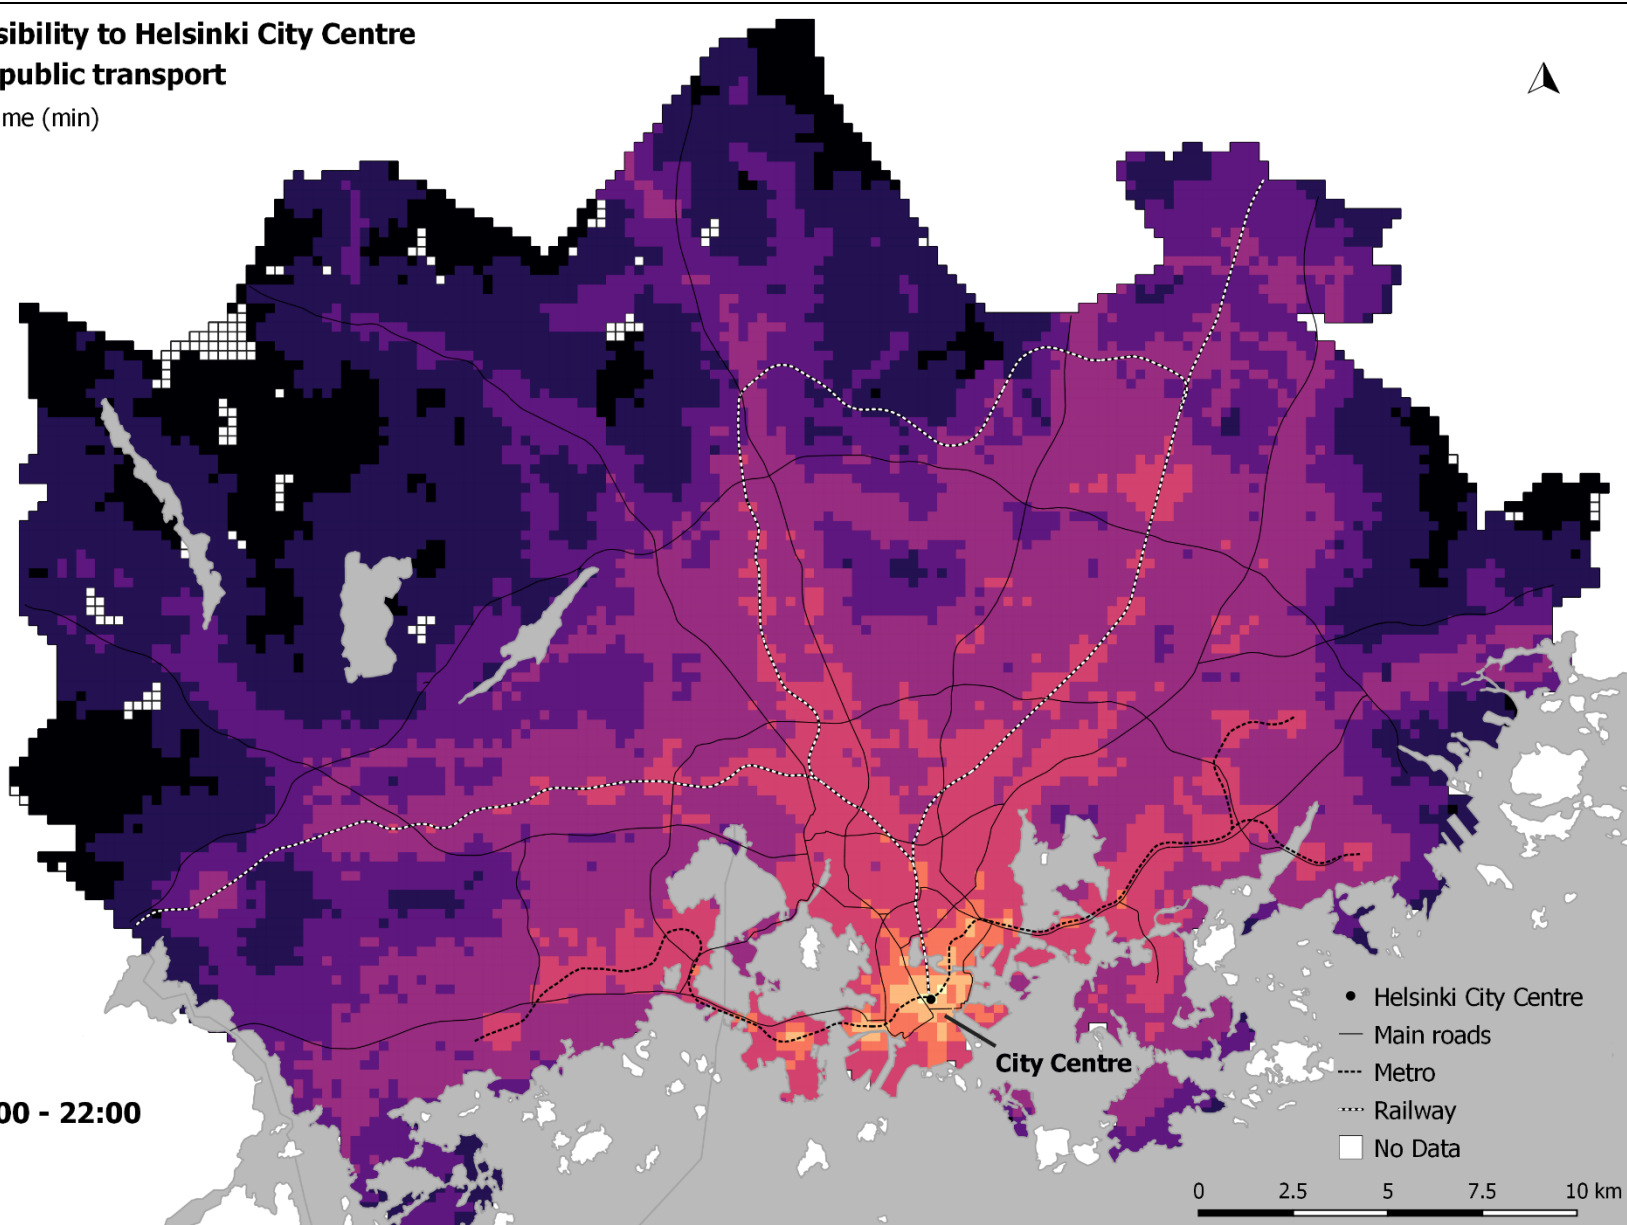 sibility to Helsinki City Centre
public transport
me (min)
City Centre
00 - 22:00
Helsinki City Centre
Main roads
Metro
Railway
No Data
0 2.5 5 7.5 10 km